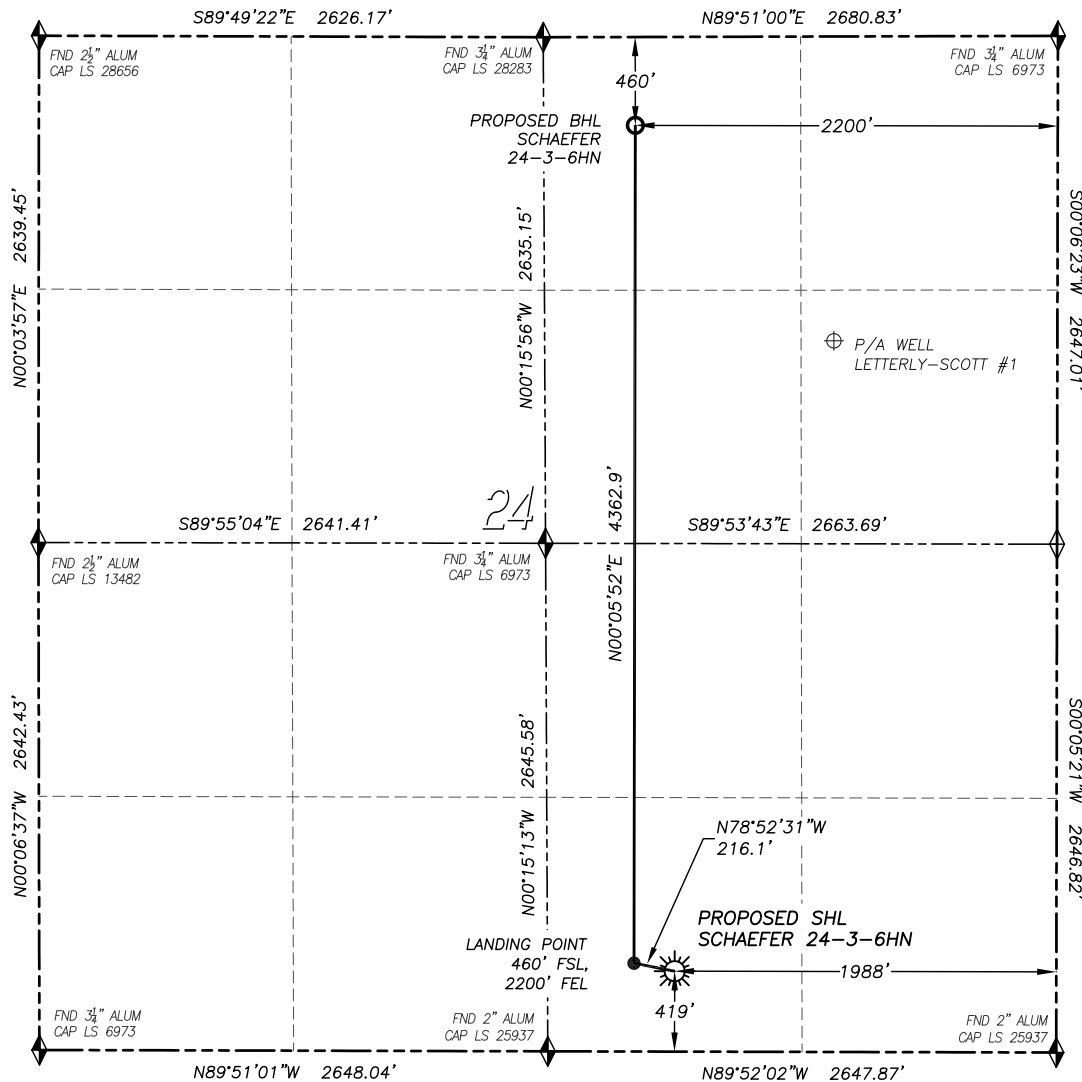 S89°49'22"E 2626.17'
N89°51'00"E 2680.83'
FND 2½" ALUM
CAP LS 28656
FND 3¼" ALUM
CAP LS 28283
FND 3¼" ALUM
CAP LS 6973
460'
PROPOSED BHL
SCHAEFER
24-3-6HN
2200'
N00°03'57"E 2639.45'
N00°15'56"W 2635.15'
S00°06'23"W 2647.01'
P/A WELL
LETTERLY-SCOTT #1
N00°05'52"E 4362.9'
24
S89°55'04"E 2641.41'
S89°53'43"E 2663.69'
FND 2½" ALUM
CAP LS 13482
FND 3¼" ALUM
CAP LS 6973
N00°06'37"W 2642.43'
N00°15'13"W 2645.58'
S00°05'21"W 2646.82'
N78°52'31"W
216.1'
PROPOSED SHL
SCHAEFER 24-3-6HN
LANDING POINT
460' FSL,
2200' FEL
1988'
419'
FND 3¼" ALUM
CAP LS 6973
FND 2" ALUM
CAP LS 25937
FND 2" ALUM
CAP LS 25937
N89°51'01"W 2648.04'
N89°52'02"W 2647.87'